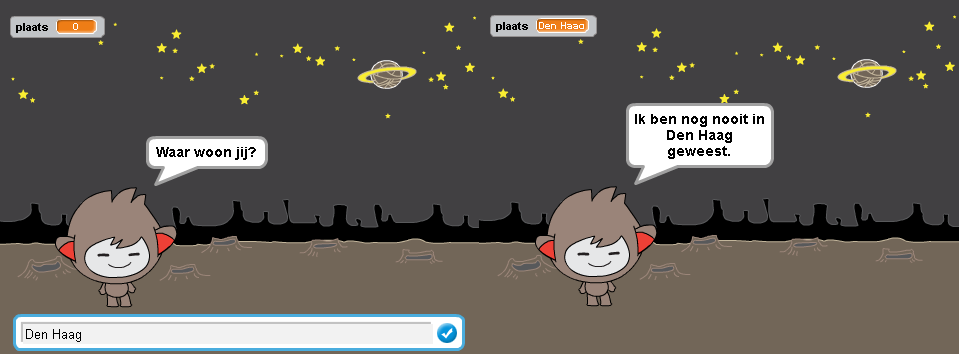 plaats 0
Waar woon jij?
Den Haag
plaats Den Haag
Ik ben nog nooit in
Den Haag
geweest.